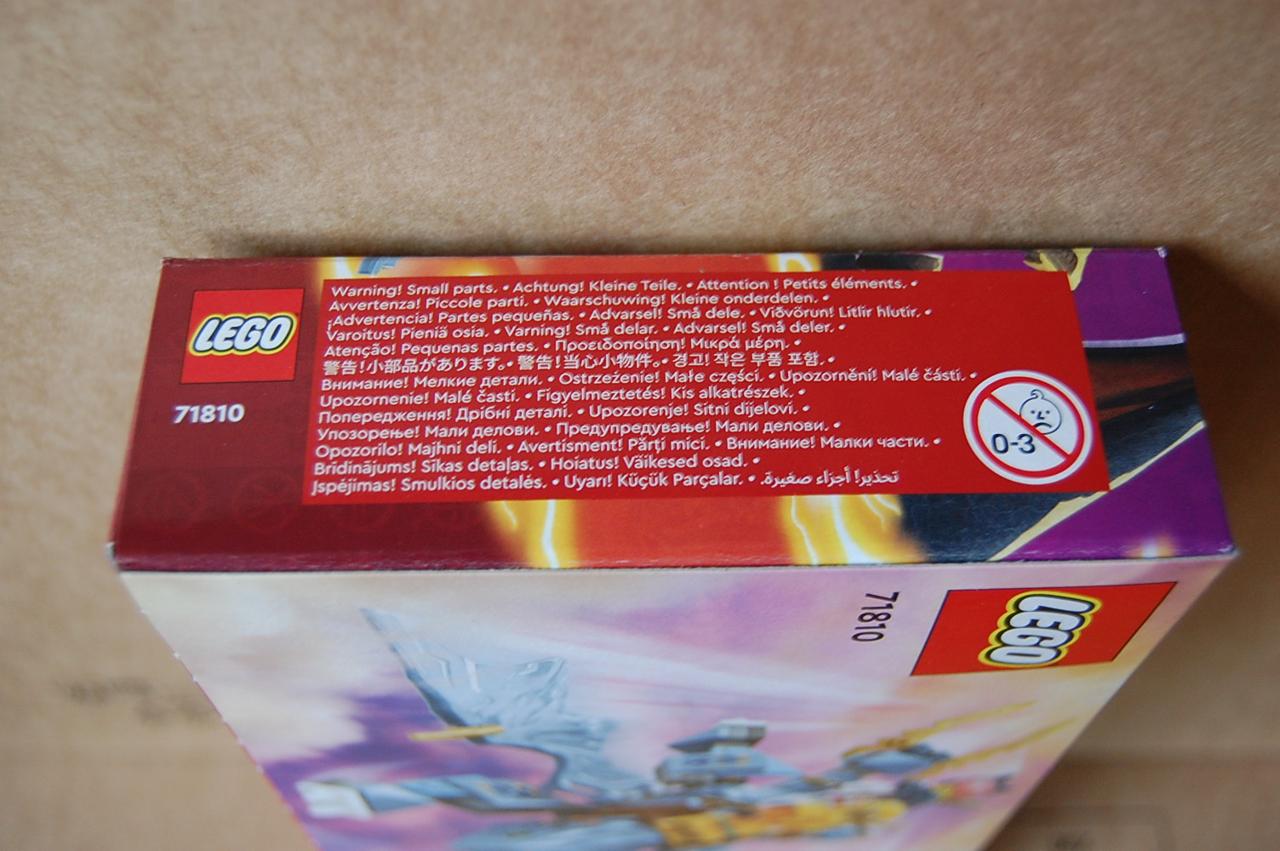 LEGO
71810
Warning! Small parts. • Achtung! Kleine Teile. • Attention ! Petits éléments. •
Avvertenza! Piccole parti. • Waarschuwing! Kleine onderdelen. •
¡Advertencia! Partes pequeñas. • Advarsel! Små dele. • Viðvörun! Litlir hlutir. •
Varoitus! Pieniä osia. • Varning! Små delar. • Advarsel! Små deler. •
Atenção! Pequenas partes. • Προειδοποίηση! Μικρά μέρη. •
警告!小部品があります。• 警告!当心小物件。• 경고! 작은 부품 포함. •
Внимание! Мелкие детали. • Ostrzeżenie! Małe części. • Upozornění! Malé části. •
Upozornenie! Malé časti. • Figyelmeztetés! Kis alkatrészek. •
Попередження! Дрібні деталі. • Upozorenje! Sitni dijelovi. •
Упозорење! Мали делови. • Предупредување! Мали делови. •
Opozorilo! Majhni deli. • Avertisment! Părți mici. • Внимание! Малки части. •
Brīdinājums! Sīkas detaļas. • Hoiatus! Väikesed osad. •
Įspėjimas! Smulkios detalės. • Uyarı! Küçük Parçalar. • تحذير! أجزاء صغيرة.
0-3
LEGO
71810